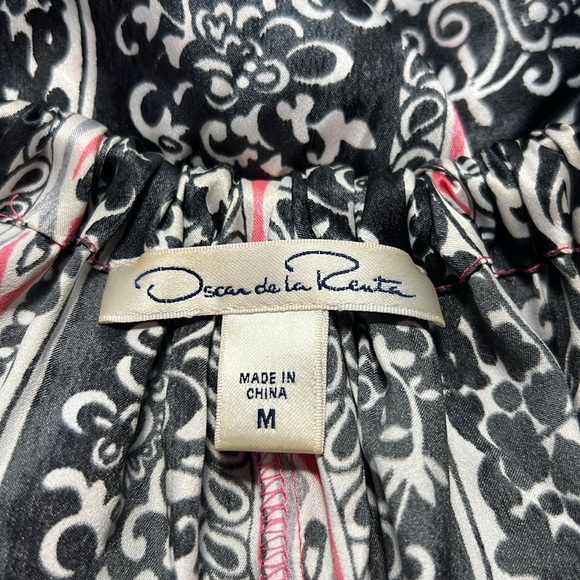 Oscar de la Renta
MADE IN
CHINA
M